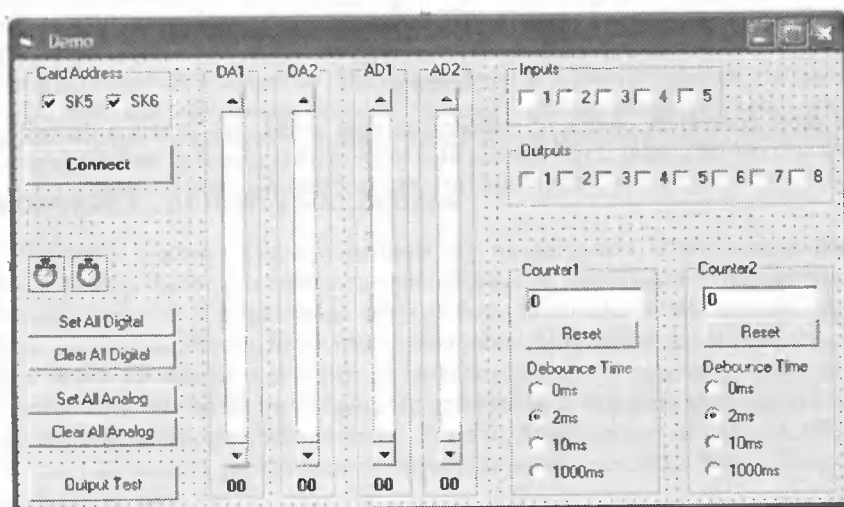 Demo
Card Address
SK5 SK6
Connect
Set All Digital
Clear All Digital
Set All Analog
Clear All Analog
Output Test
DA1 DA2 AD1 AD2
00 00 00 00
Inputs
1 2 3 4 5
Outputs
1 2 3 4 5 6 7 8
Counter1
0
Reset
Debounce Time
0ms
2ms
10ms
1000ms
Counter2
0
Reset
Debounce Time
0ms
2ms
10ms
1000ms